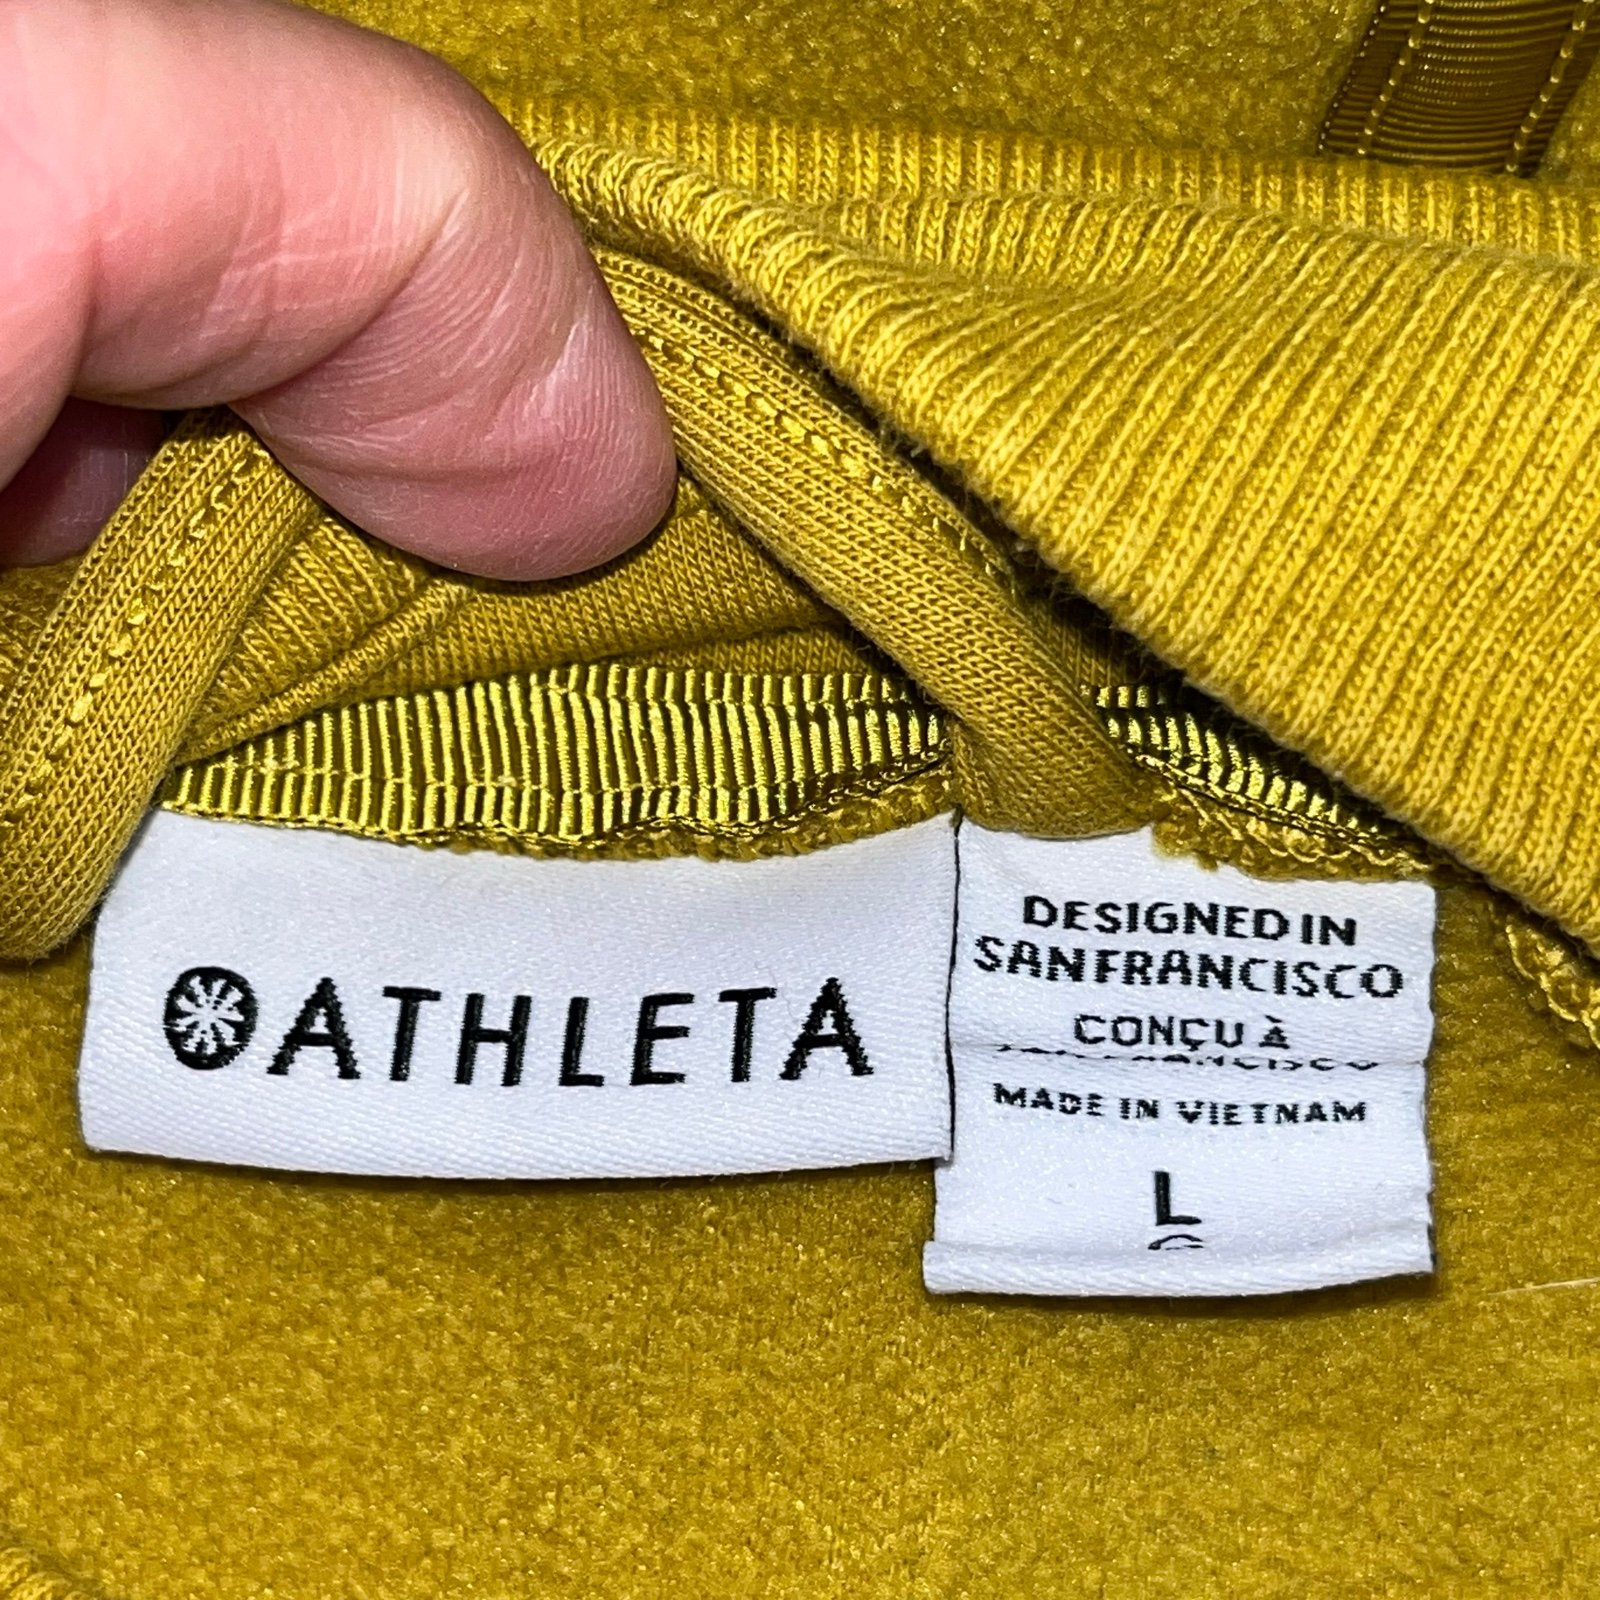 ATHLETA
DESIGNED IN
SAN FRANCISCO
CONÇU À
MADE IN VIETNAM
L